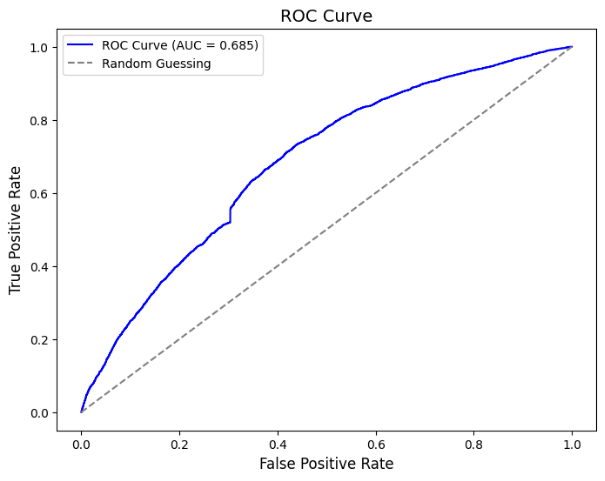 ROC Curve
ROC Curve (AUC = 0.685)
Random Guessing
True Positive Rate
1.0
0.8
0.6
0.4
0.2
0.0
0.0 0.2 0.4 0.6 0.8 1.0
False Positive Rate